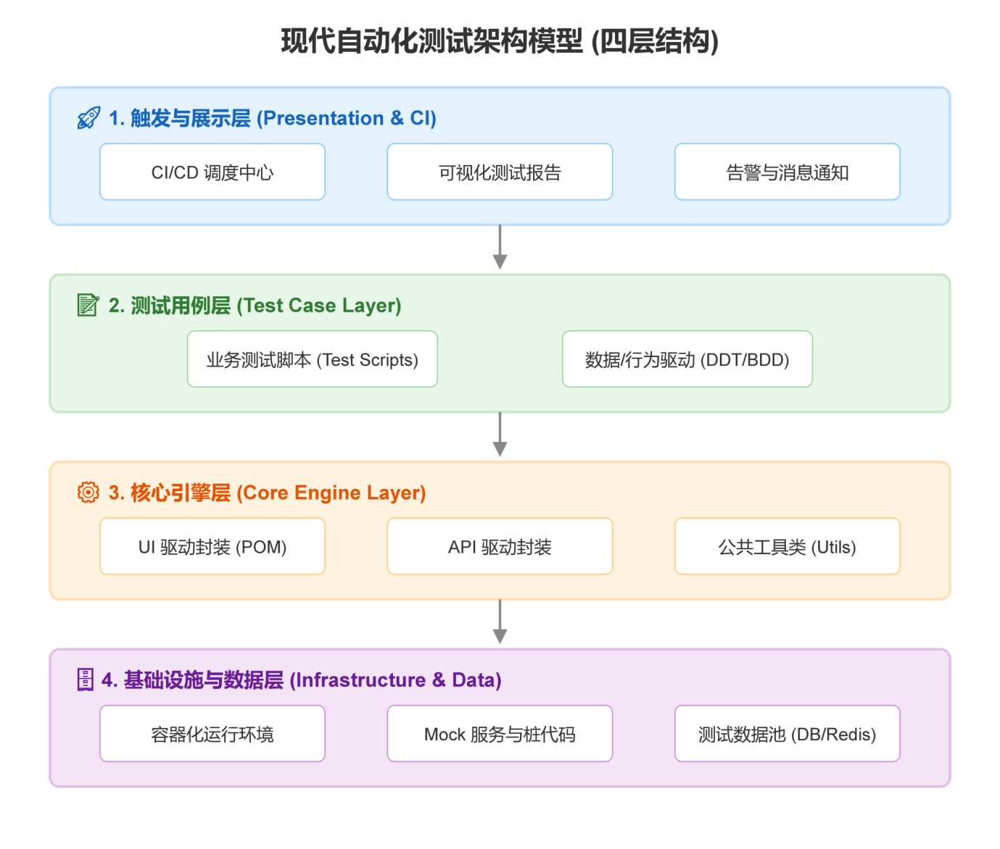 现代自动化测试架构模型 (四层结构)
1. 触发与展示层 (Presentation & CI)
CI/CD 调度中心
可视化测试报告
告警与消息通知
2. 测试用例层 (Test Case Layer)
业务测试脚本 (Test Scripts)
数据/行为驱动 (DDT/BDD)
3. 核心引擎层 (Core Engine Layer)
UI 驱动封装 (POM)
API 驱动封装
公共工具类 (Utils)
4. 基础设施与数据层 (Infrastructure & Data)
容器化运行环境
Mock 服务与桩代码
测试数据池 (DB/Redis)